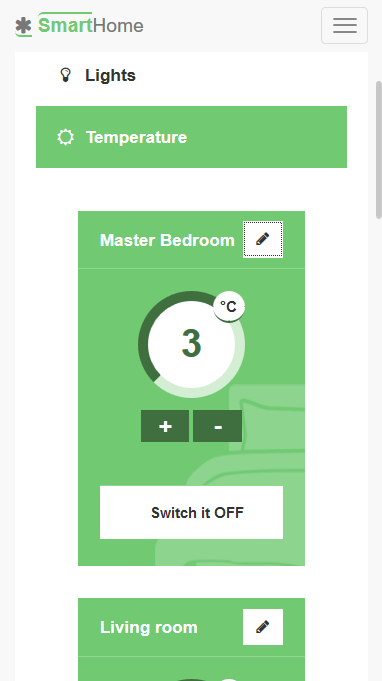 SmartHome
Lights
Temperature
Master Bedroom
°C
3
+ -
Switch it OFF
Living room